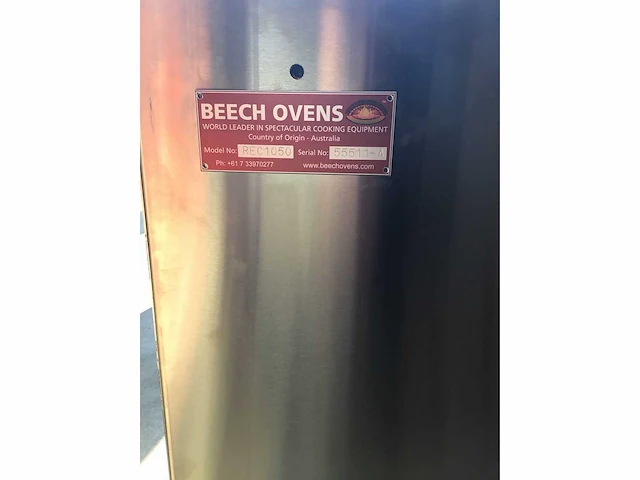 BEECH OVENS
WORLD LEADER IN SPECTACULAR COOKING EQUIPMENT
Country of Origin - Australia
Model No: REC1050 Serial No: 55511-A
Ph: +61 7 33970277 www.beechovens.com